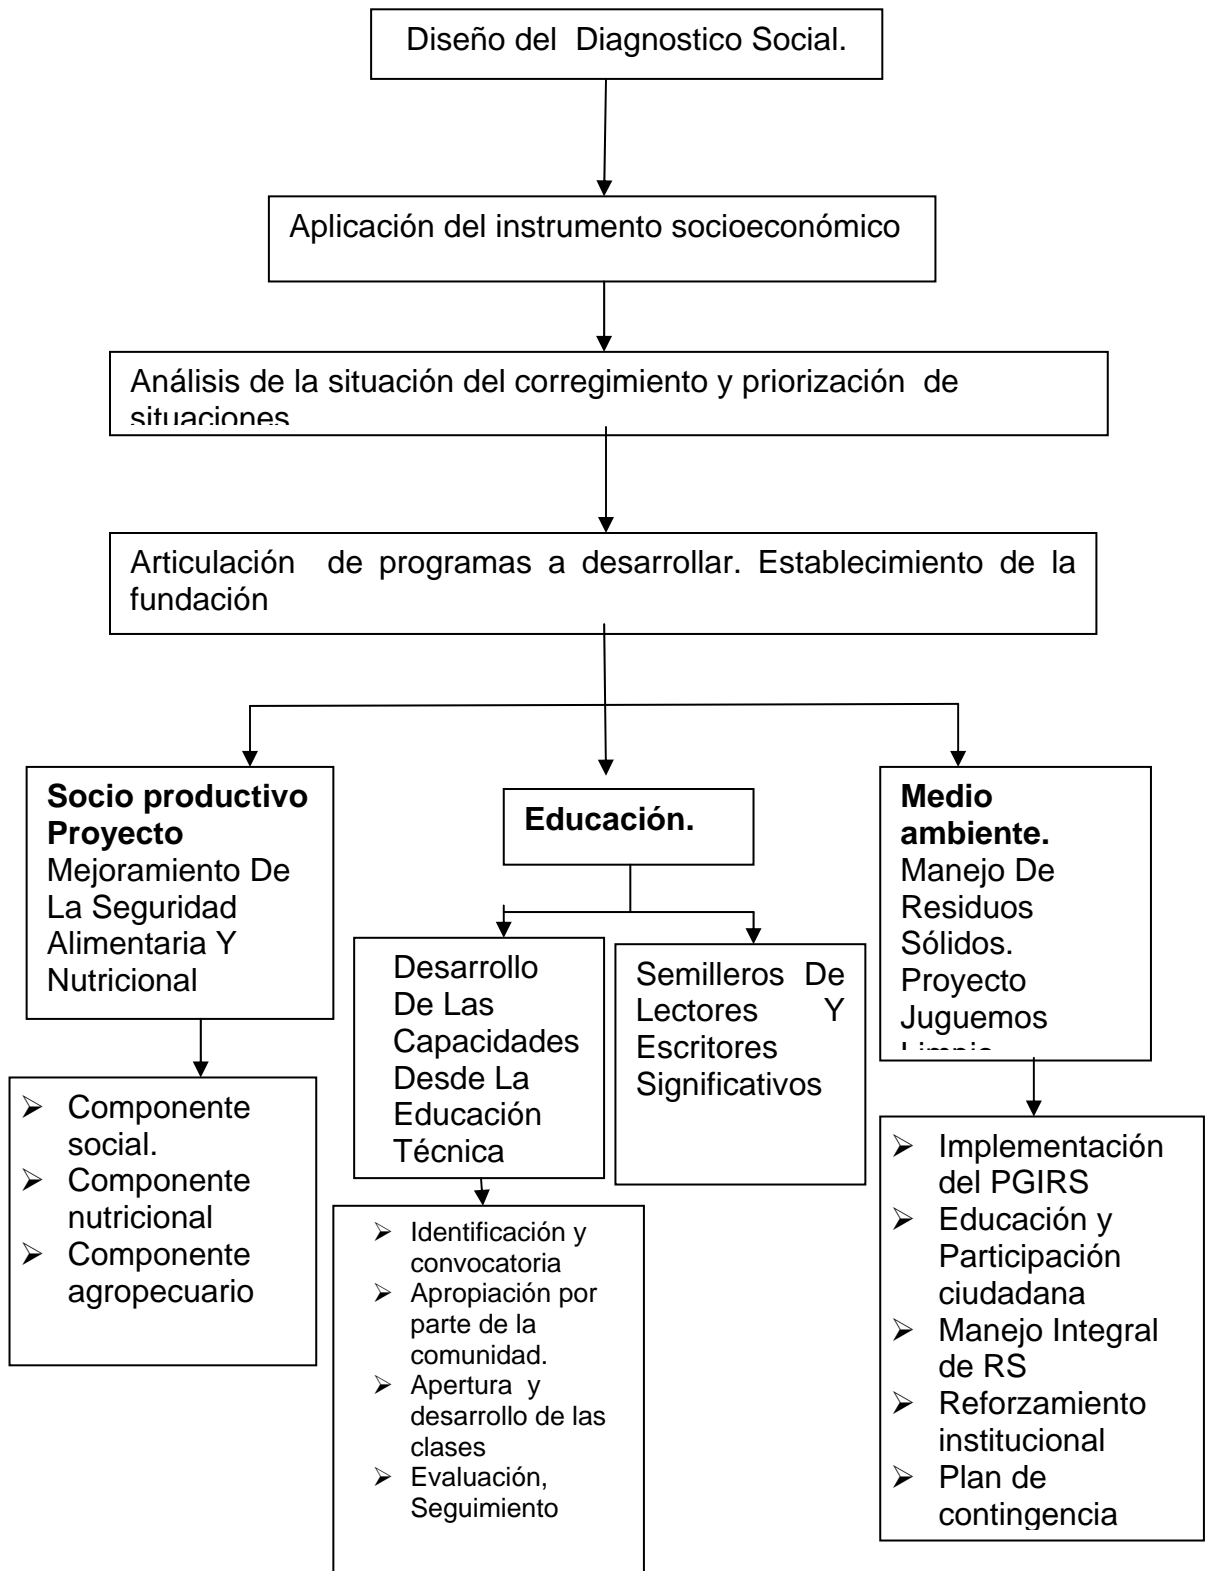 Diseño del Diagnostico Social.
Aplicación del instrumento socioeconómico
Análisis de la situación del corregimiento y priorización de
situaciones
Articulación de programas a desarrollar. Establecimiento de la
fundación
Socio productivo
Proyecto
Mejoramiento De
La Seguridad
Alimentaria Y
Nutricional
Educación.
Medio
ambiente.
Manejo De
Residuos
Sólidos.
Proyecto
Juguemos
Limpio
Desarrollo
De Las
Capacidades
Desde La
Educación
Técnica
Semilleros De
Lectores Y
Escritores
Significativos
➢ Componente
social.
➢ Componente
nutricional
➢ Componente
agropecuario
➢ Identificación y
convocatoria
➢ Apropiación por
parte de la
comunidad.
➢ Apertura y
desarrollo de las
clases
➢ Evaluación,
Seguimiento
➢ Implementación
del PGIRS
➢ Educación y
Participación
ciudadana
➢ Manejo Integral
de RS
➢ Reforzamiento
institucional
➢ Plan de
contingencia